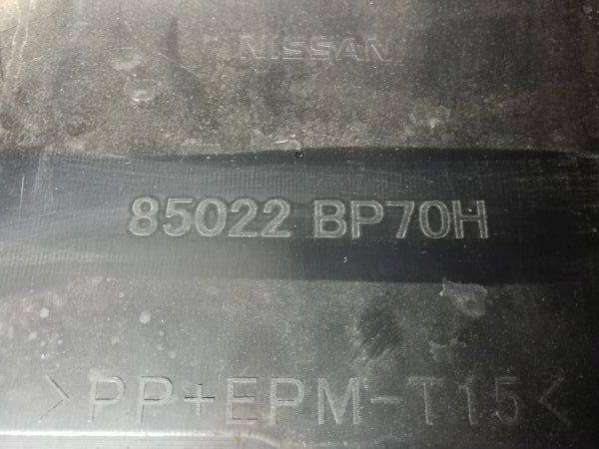 NISSAN
85022 BP70H
>PP+EPM-T15<